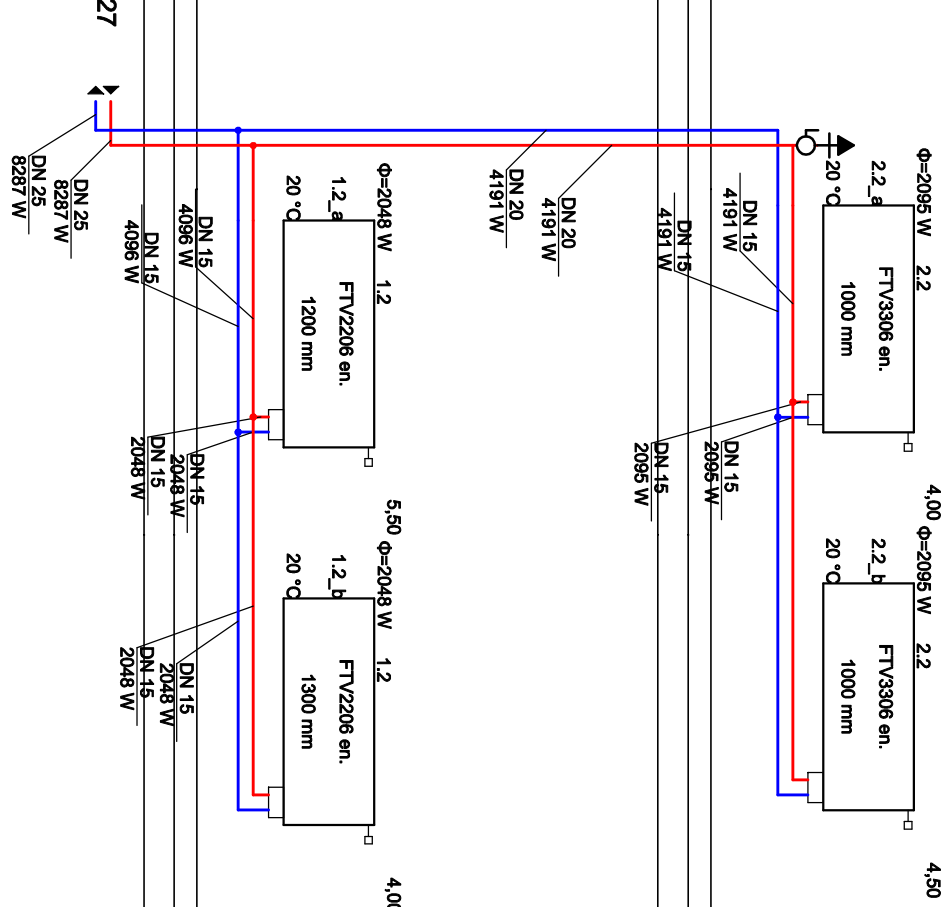 4,00
4,50
Φ=2095 W
2.2
2.2_a
FTV3306 en.
20 °C
1000 mm
Φ=2095 W
2.2
2.2_b
FTV3306 en.
20 °C
1000 mm
DN 15
4191 W
DN 15
4191 W
DN 15
2095 W
DN 15
2095 W
DN 20
4191 W
DN 20
4191 W
5,50
4,00
Φ=2048 W
1.2
1.2_a
FTV2206 en.
20 °C
1200 mm
Φ=2048 W
1.2
1.2_b
FTV2206 en.
20 °C
1300 mm
DN 15
4096 W
DN 15
4096 W
DN 15
2048 W
DN 15
2048 W
DN 15
2048 W
DN 15
2048 W
27
DN 25
8287 W
DN 25
8287 W